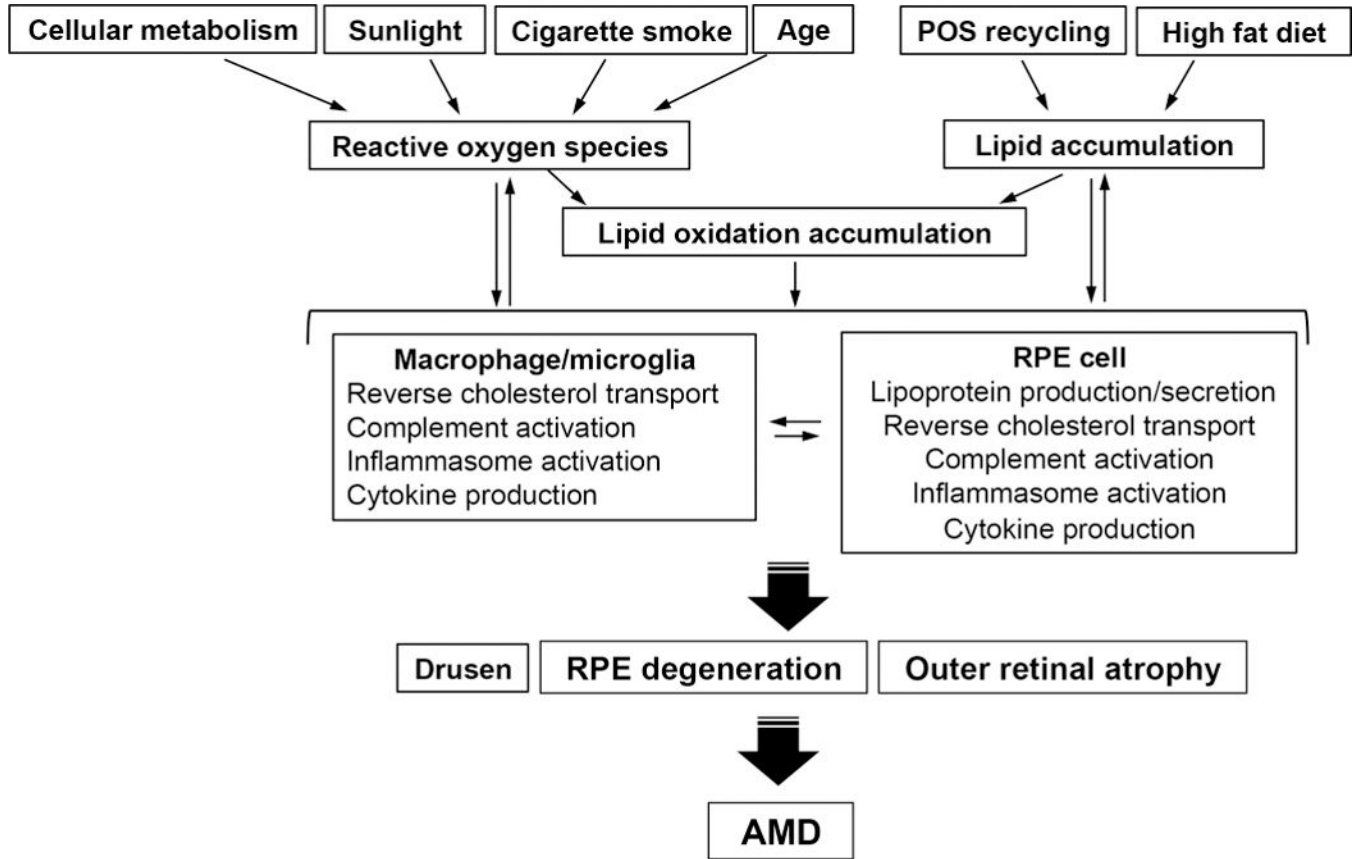 Cellular metabolism
Sunlight
Cigarette smoke
Age
POS recycling
High fat diet
Reactive oxygen species
Lipid accumulation
Lipid oxidation accumulation
Macrophage/microglia
Reverse cholesterol transport
Complement activation
Inflammasome activation
Cytokine production
RPE cell
Lipoprotein production/secretion
Reverse cholesterol transport
Complement activation
Inflammasome activation
Cytokine production
Drusen
RPE degeneration
Outer retinal atrophy
AMD